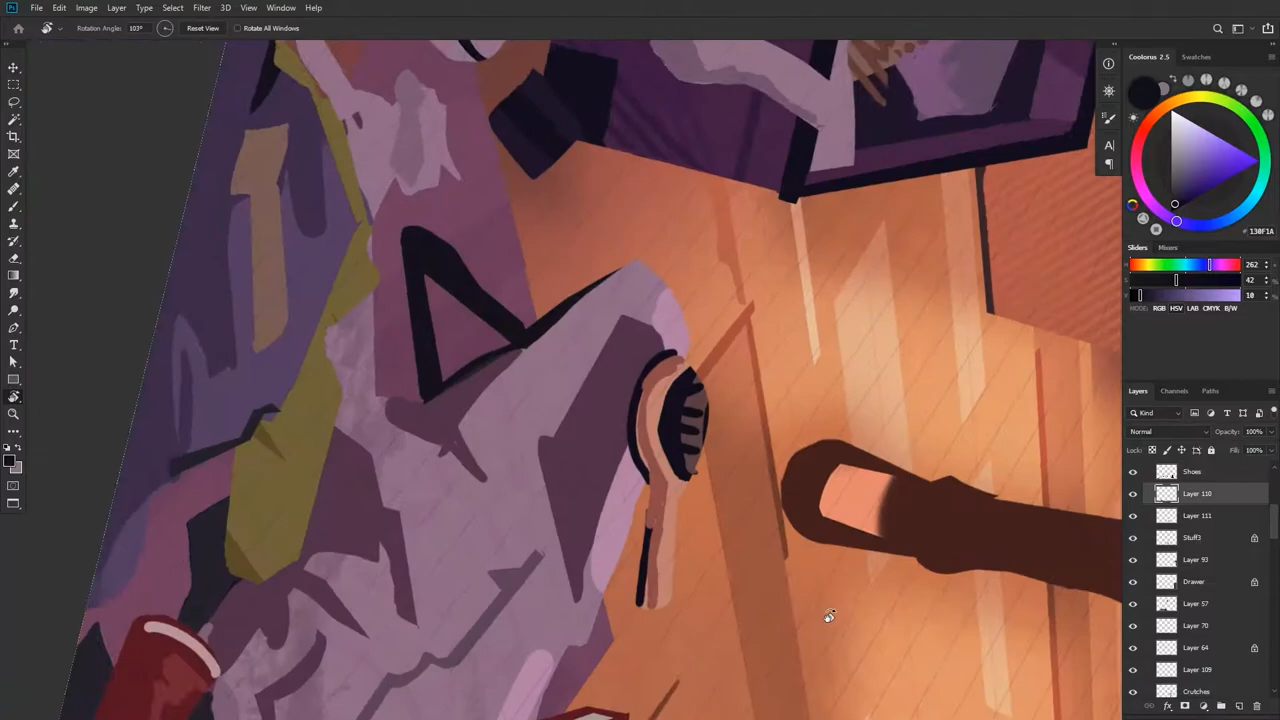 Ps File Edit Image Layer Type Select Filter 3D View Window Help
Rotation Angle: 103° Reset View Rotate All Windows
Coolorus 2.5 Swatches
# 130F1A
Sliders Mixers
H 262
S 42
B 10
MODE: RGB HSV LAB CMYK B/W
Layers Channels Paths
Kind
Normal Opacity: 100%
Lock: Fill: 100%
Shoes
Layer 110
Layer 111
Stuff3
Layer 93
Drawer
Layer 57
Layer 70
Layer 64
Layer 109
Crutches